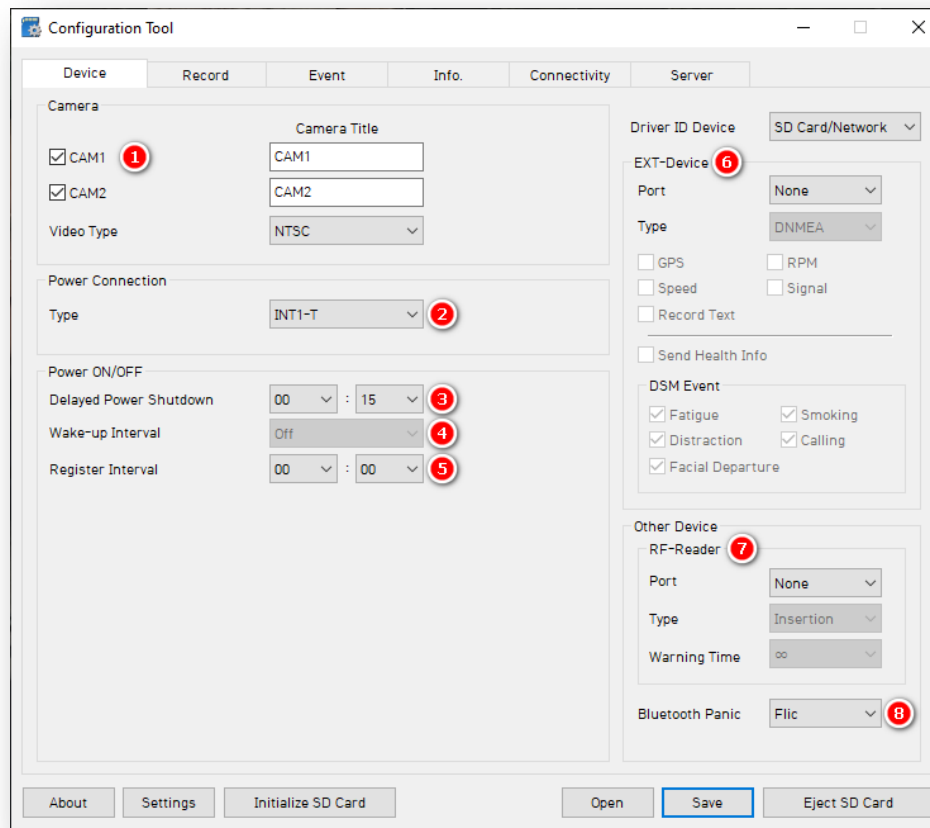 Configuration Tool
Device Record Event Info. Connectivity Server
Camera
Camera Title
CAM1 1 CAM1
CAM2 CAM2
Video Type NTSC
Power Connection
Type INT1-T 2
Power ON/OFF
Delayed Power Shutdown 00 : 15 3
Wake-up Interval Off 4
Register Interval 00 : 00 5
Driver ID Device SD Card/Network
EXT-Device 6
Port None
Type DNMEA
GPS RPM
Speed Signal
Record Text
Send Health Info
DSM Event
Fatigue Smoking
Distraction Calling
Facial Departure
Other Device
RF-Reader 7
Port None
Type Insertion
Warning Time ∞
Bluetooth Panic Flic 8
About Settings Initialize SD Card Open Save Eject SD Card